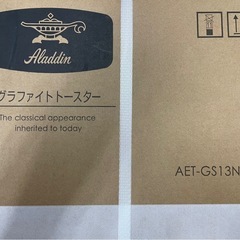 Aladdin
グラファイトトースター
The classical appearance
inherited to today
AET-GS13N